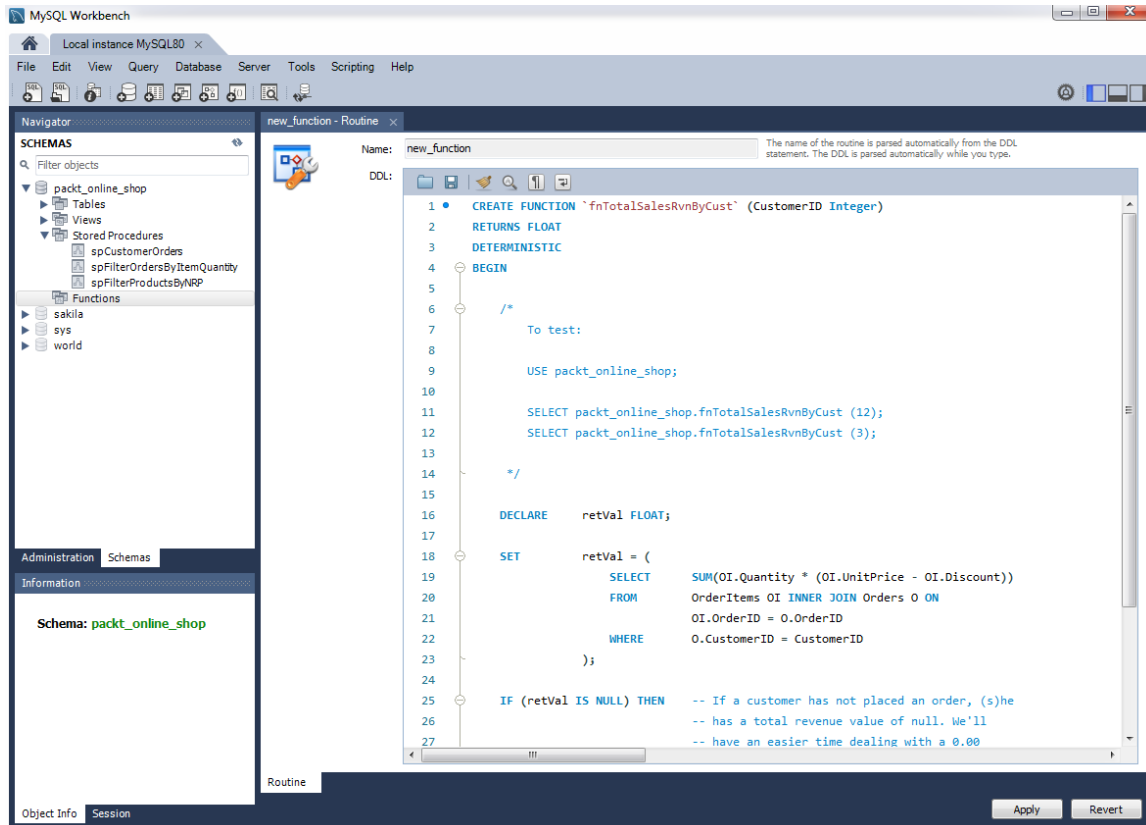 MySQL Workbench
Local instance MySQL80 ×
File Edit View Query Database Server Tools Scripting Help
Navigator
SCHEMAS
Filter objects
packt_online_shop
Tables
Views
Stored Procedures
spCustomerOrders
spFilterOrdersByItemQuantity
spFilterProductsByNRP
Functions
sakila
sys
world
Administration Schemas
Information
Schema: packt_online_shop
Object Info Session
new_function - Routine ×
Name: new_function
The name of the routine is parsed automatically from the DDL
statement. The DDL is parsed automatically while you type.
DDL:
1 CREATE FUNCTION `fnTotalSalesRvnByCust` (CustomerID Integer)
2 RETURNS FLOAT
3 DETERMINISTIC
4 BEGIN
5
6 /*
7 To test:
8
9 USE packt_online_shop;
10
11 SELECT packt_online_shop.fnTotalSalesRvnByCust (12);
12 SELECT packt_online_shop.fnTotalSalesRvnByCust (3);
13
14 */
15
16 DECLARE retVal FLOAT;
17
18 SET retVal = (
19 SELECT SUM(OI.Quantity * (OI.UnitPrice - OI.Discount))
20 FROM OrderItems OI INNER JOIN Orders O ON
21 OI.OrderID = O.OrderID
22 WHERE O.CustomerID = CustomerID
23 );
24
25 IF (retVal IS NULL) THEN -- If a customer has not placed an order, (s)he
26 -- has a total revenue value of null. We'll
27 -- have an easier time dealing with a 0.00
Routine
Apply Revert